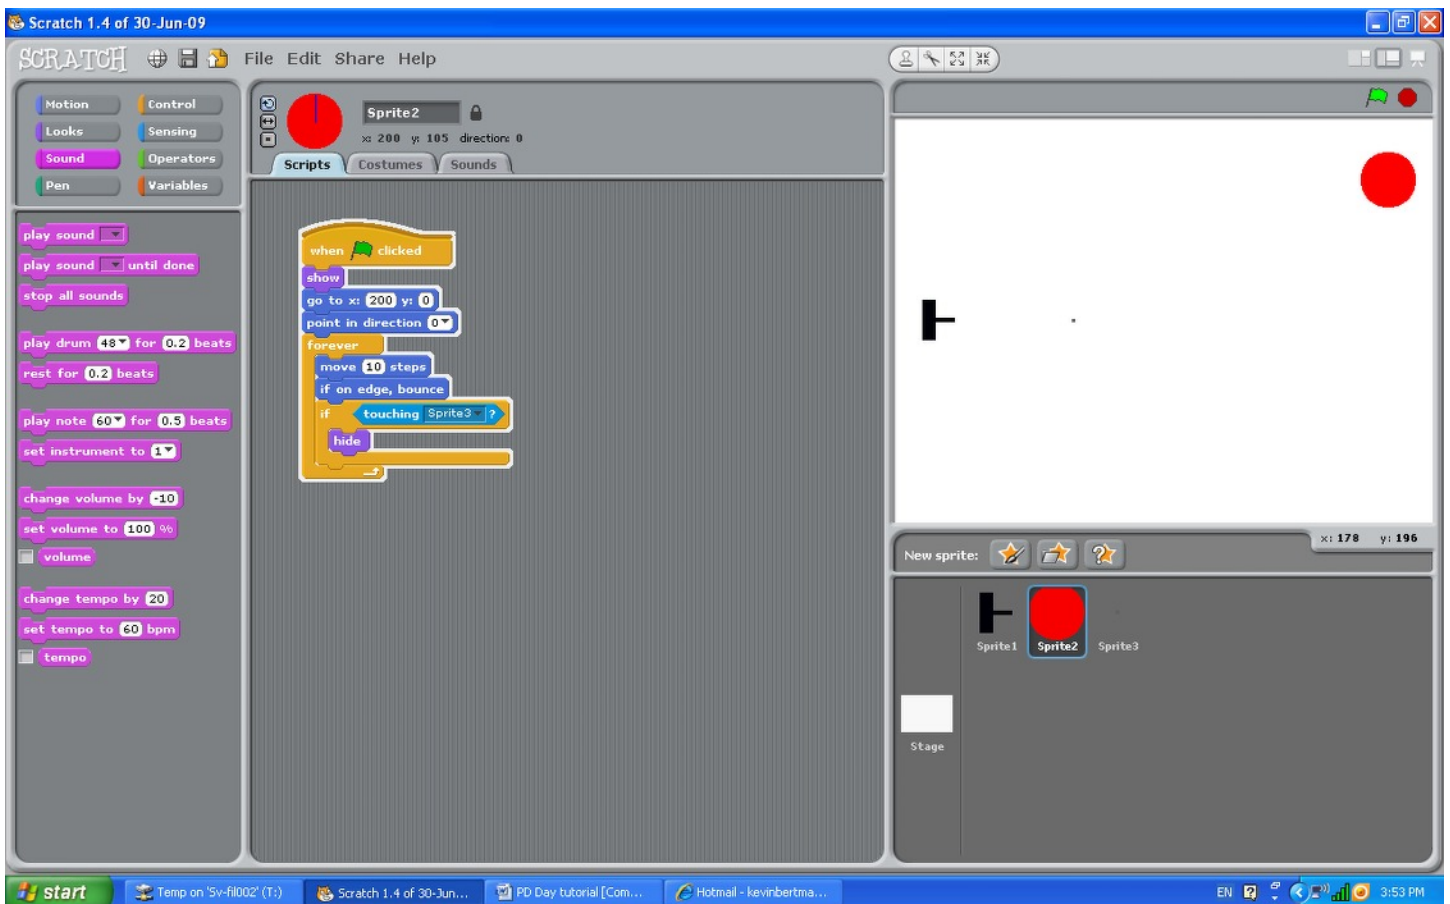 Scratch 1.4 of 30-Jun-09
SCRATCH File Edit Share Help
Motion Control
Looks Sensing
Sound Operators
Pen Variables
play sound
play sound until done
stop all sounds
play drum 48 for 0.2 beats
rest for 0.2 beats
play note 60 for 0.5 beats
set instrument to 1
change volume by -10
set volume to 100 %
volume
change tempo by 20
set tempo to 60 bpm
tempo
Sprite2
x: 200 y: 105 direction: 0
Scripts Costumes Sounds
when clicked
show
go to x: 200 y: 0
point in direction 0
forever
move 10 steps
if on edge, bounce
if touching Sprite3 ?
hide
x: 178 y: 196
New sprite:
Sprite1 Sprite2 Sprite3
Stage
start Temp on 'Sv-fil002' (T:) Scratch 1.4 of 30-Jun... PD Day tutorial [Com... Hotmail - kevinbertma... EN 3:53 PM